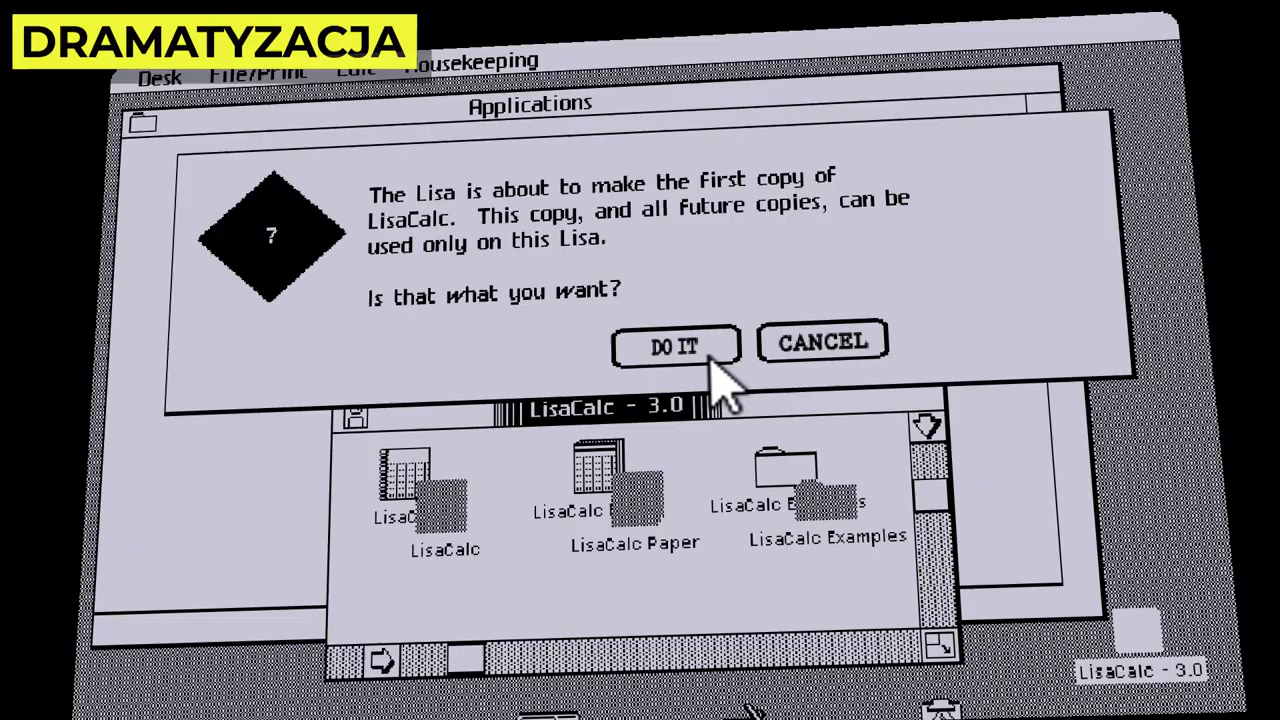 DRAMATYZACJA
Desk File/Print Edit Housekeeping
Applications
?
The Lisa is about to make the first copy of
LisaCalc. This copy, and all future copies, can be
used only on this Lisa.
Is that what you want?
DO IT CANCEL
LisaCalc - 3.0
LisaCalc LisaCalc Paper LisaCalc Examples
LisaCalc - 3.0